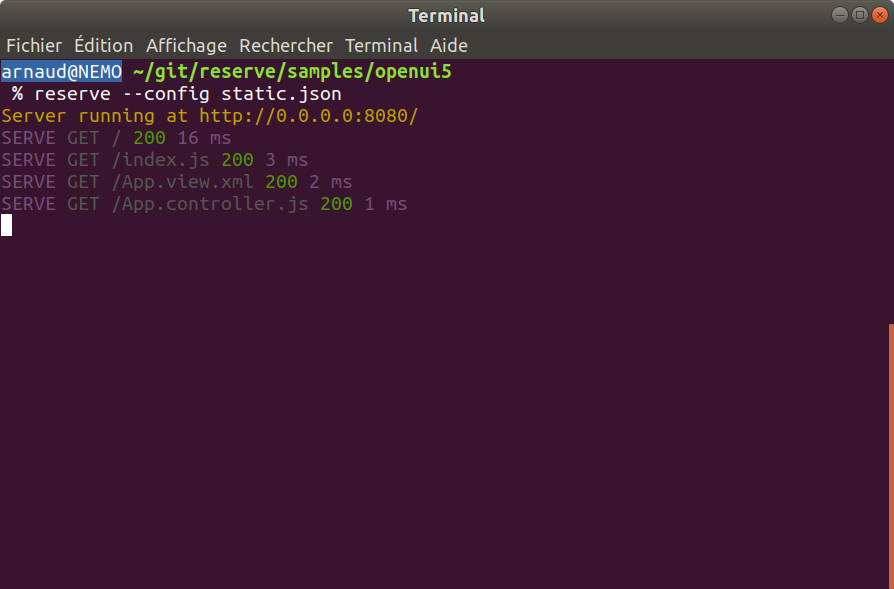 Terminal
Fichier Édition Affichage Rechercher Terminal Aide
arnaud@NEMO ~/git/reserve/samples/openui5
% reserve --config static.json
Server running at http://0.0.0.0:8080/
SERVE GET / 200 16 ms
SERVE GET /index.js 200 3 ms
SERVE GET /App.view.xml 200 2 ms
SERVE GET /App.controller.js 200 1 ms